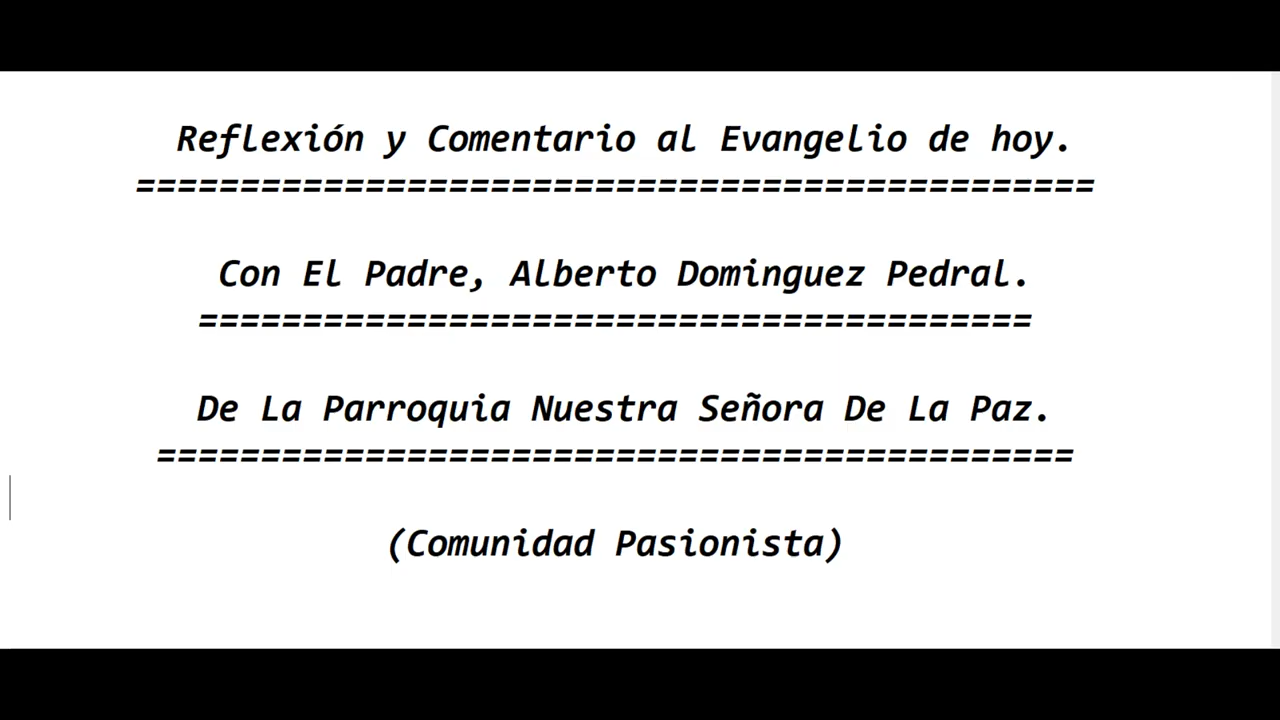 Reflexión y Comentario al Evangelio de hoy.
==============================================
Con El Padre, Alberto Dominguez Pedral.
========================================
De La Parroquia Nuestra Señora De La Paz.
============================================
(Comunidad Pasionista)